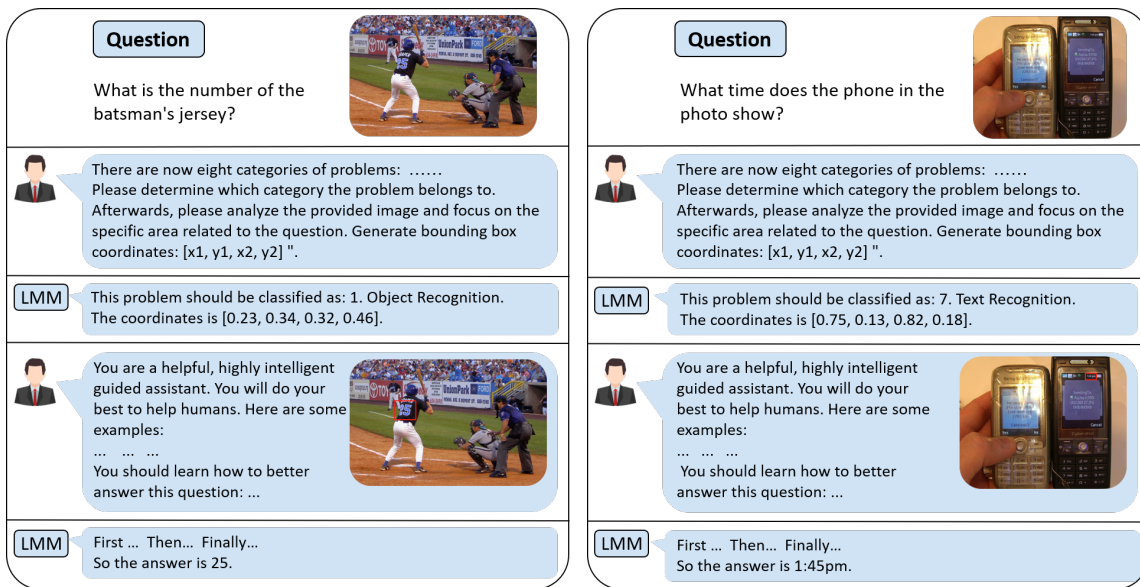 Question
What is the number of the
batsman's jersey?
There are now eight categories of problems: ……
Please determine which category the problem belongs to.
Afterwards, please analyze the provided image and focus on the
specific area related to the question. Generate bounding box
coordinates: [x1, y1, x2, y2] ".
LMM
This problem should be classified as: 1. Object Recognition.
The coordinates is [0.23, 0.34, 0.32, 0.46].
You are a helpful, highly intelligent
guided assistant. You will do your
best to help humans. Here are some
examples:
... ... ...
You should learn how to better
answer this question: ...
LMM
First ... Then... Finally...
So the answer is 25.
Question
What time does the phone in the
photo show?
There are now eight categories of problems: ……
Please determine which category the problem belongs to.
Afterwards, please analyze the provided image and focus on the
specific area related to the question. Generate bounding box
coordinates: [x1, y1, x2, y2] ".
LMM
This problem should be classified as: 7. Text Recognition.
The coordinates is [0.75, 0.13, 0.82, 0.18].
You are a helpful, highly intelligent
guided assistant. You will do your
best to help humans. Here are some
examples:
... ... ...
You should learn how to better
answer this question: ...
LMM
First ... Then... Finally...
So the answer is 1:45pm.
TOYOTA
UnionPark
FORD